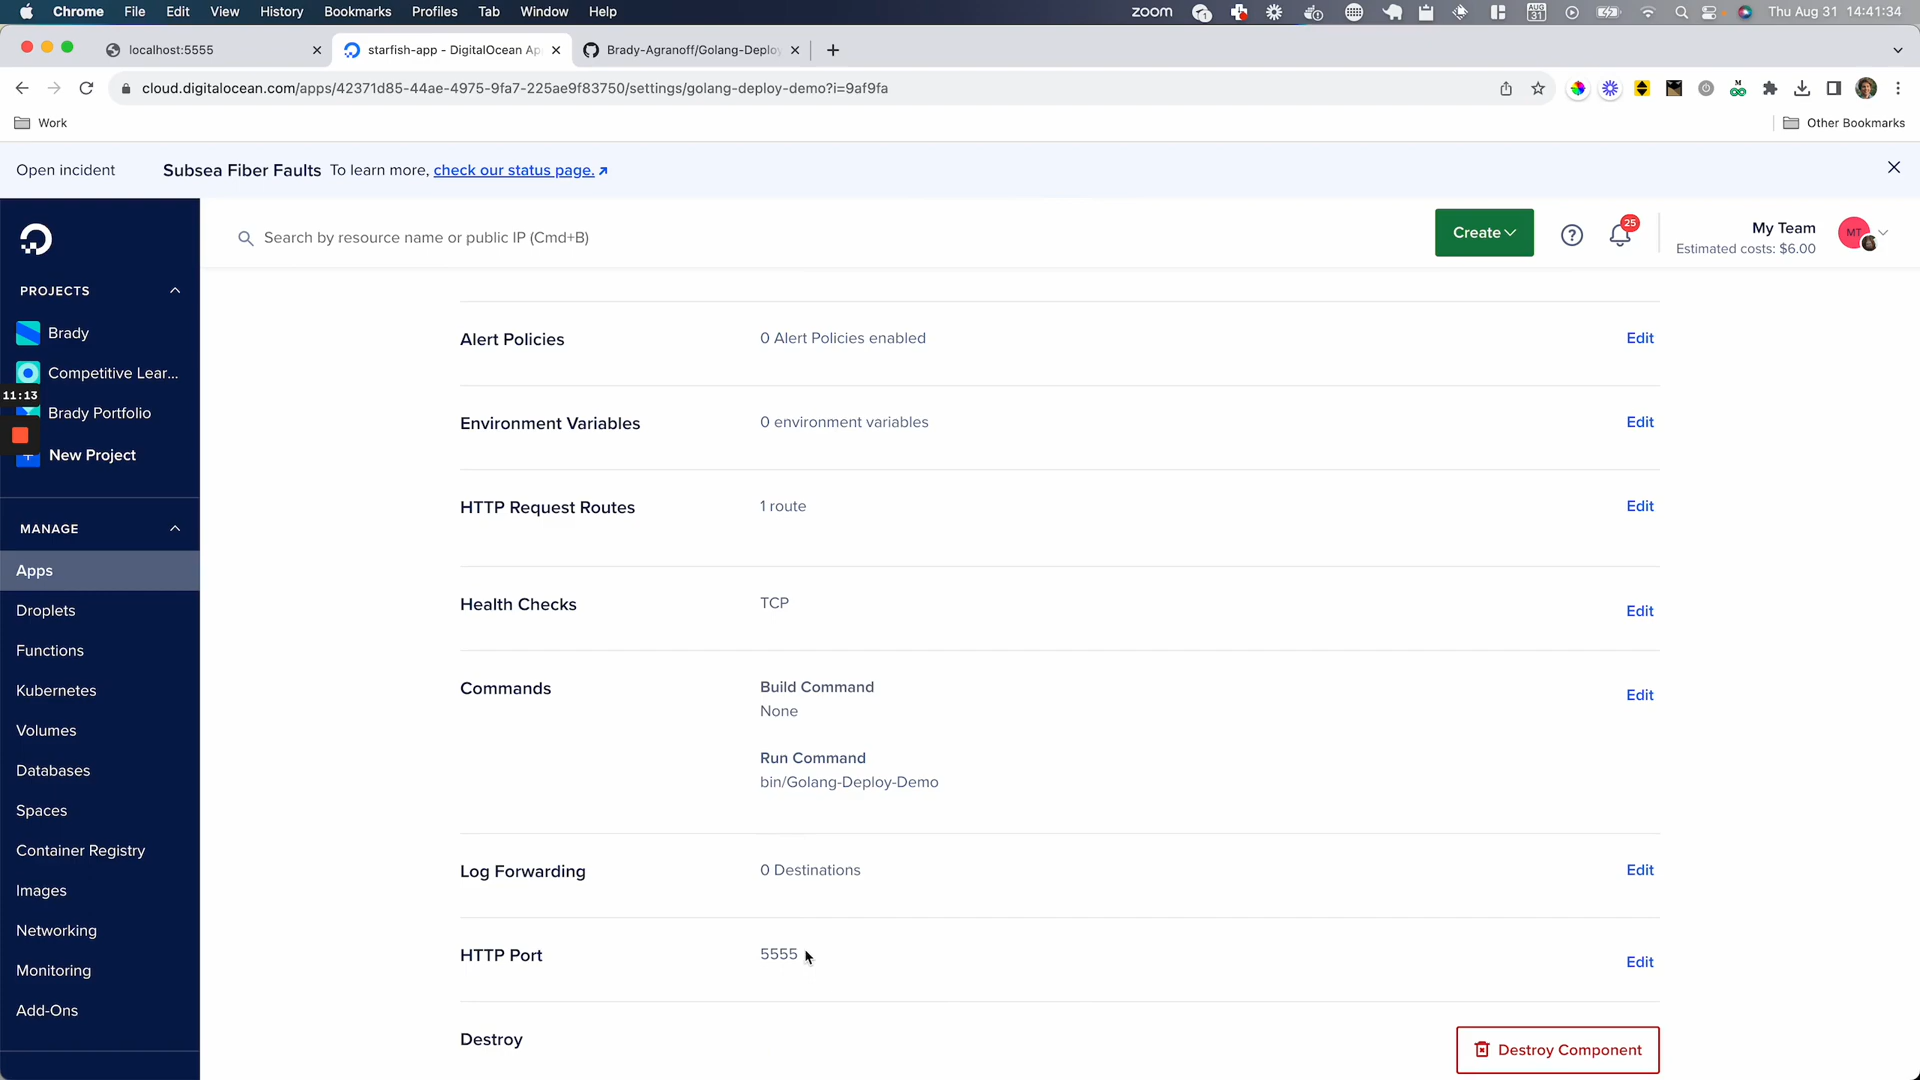 Chrome File Edit View History Bookmarks Profiles Tab Window Help zoom 1 AUG 31 Thu Aug 31 14:41:34
localhost:5555 starfish-app - DigitalOcean Ap Brady-Agranoff/Golang-Deplo
cloud.digitalocean.com/apps/42371d85-44ae-4975-9fa7-225ae9f83750/settings/golang-deploy-demo?i=9af9fa
Work Other Bookmarks
Open incident Subsea Fiber Faults To learn more, check our status page.
Search by resource name or public IP (Cmd+B)
Create
25
My Team
Estimated costs: $6.00
MT
PROJECTS
Brady
Competitive Lear...
11:13
Brady Portfolio
New Project
MANAGE
Apps
Droplets
Functions
Kubernetes
Volumes
Databases
Spaces
Container Registry
Images
Networking
Monitoring
Add-Ons
Alert Policies 0 Alert Policies enabled Edit
Environment Variables 0 environment variables Edit
HTTP Request Routes 1 route Edit
Health Checks TCP Edit
Commands Build Command Edit
None
Run Command
bin/Golang-Deploy-Demo
Log Forwarding 0 Destinations Edit
HTTP Port 5555 Edit
Destroy Destroy Component